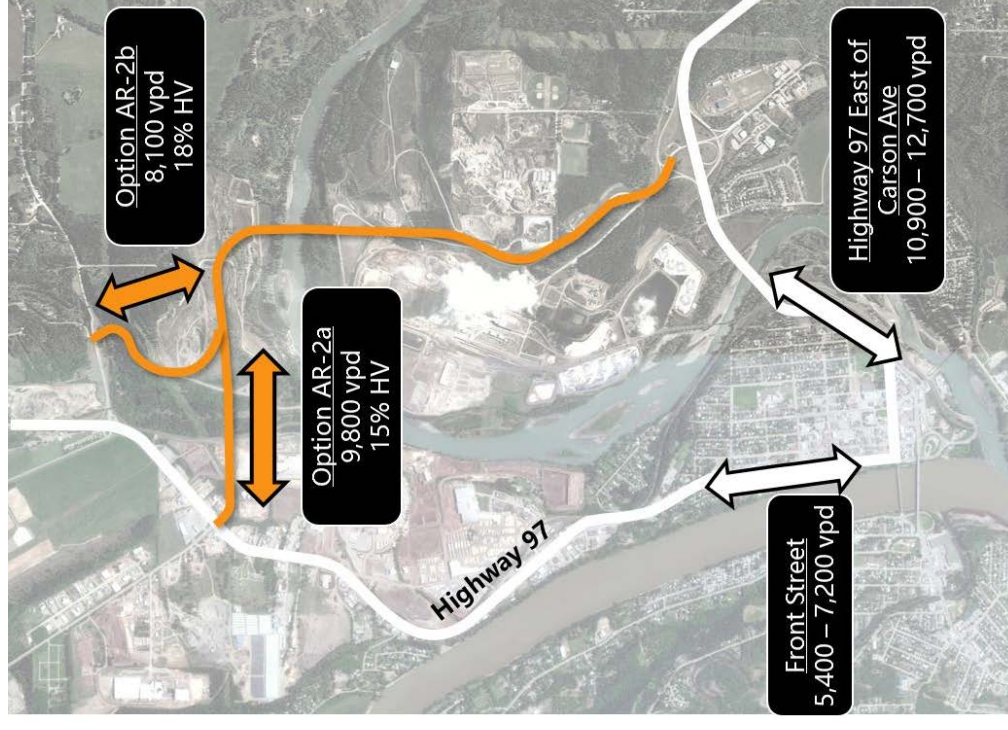 Option AR-2b
8,100 vpd
18% HV
Option AR-2a
9,800 vpd
15% HV
Highway 97
Highway 97 East of
Carson Ave
10,900 – 12,700 vpd
Front Street
5,400 – 7,200 vpd